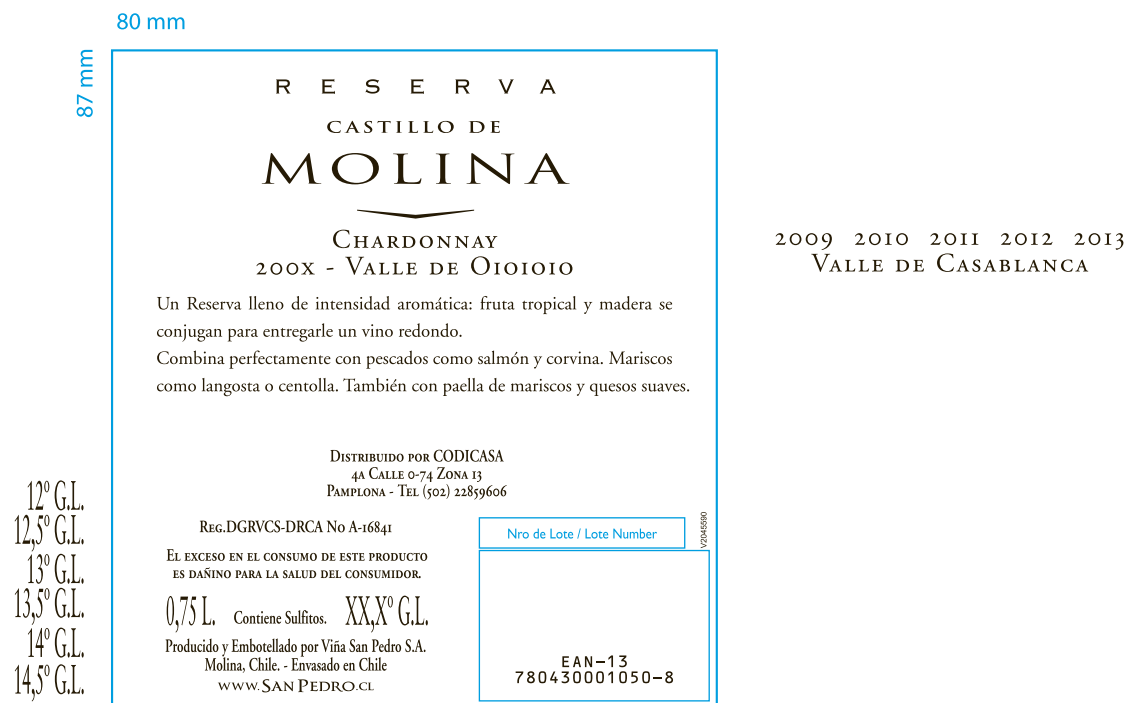 80 mm
87 mm
RESERVA
CASTILLO DE
MOLINA
CHARDONNAY
200X - VALLE DE OIOIOIO
2009 2010 2011 2012 2013
VALLE DE CASABLANCA
Un Reserva lleno de intensidad aromática: fruta tropical y madera se
conjugan para entregarle un vino redondo.
Combina perfectamente con pescados como salmón y corvina. Mariscos
como langosta o centolla. También con paella de mariscos y quesos suaves.
DISTRIBUIDO POR CODICASA
4A CALLE 0-74 ZONA 13
PAMPLONA - TEL (502) 22859606
12º G.L.
12,5º G.L.
13º G.L.
13,5º G.L.
14º G.L.
14,5º G.L.
REG.DGRVCS-DRCA NO A-16841
EL EXCESO EN EL CONSUMO DE ESTE PRODUCTO
ES DAÑINO PARA LA SALUD DEL CONSUMIDOR.
0,75 L. Contiene Sulfitos. XX,Xº G.L.
Producido y Embotellado por Viña San Pedro S.A.
Molina, Chile. - Envasado en Chile
WWW.SANPEDRO.CL
Nro de Lote / Lote Number
V2045590
EAN-13
780430001050-8